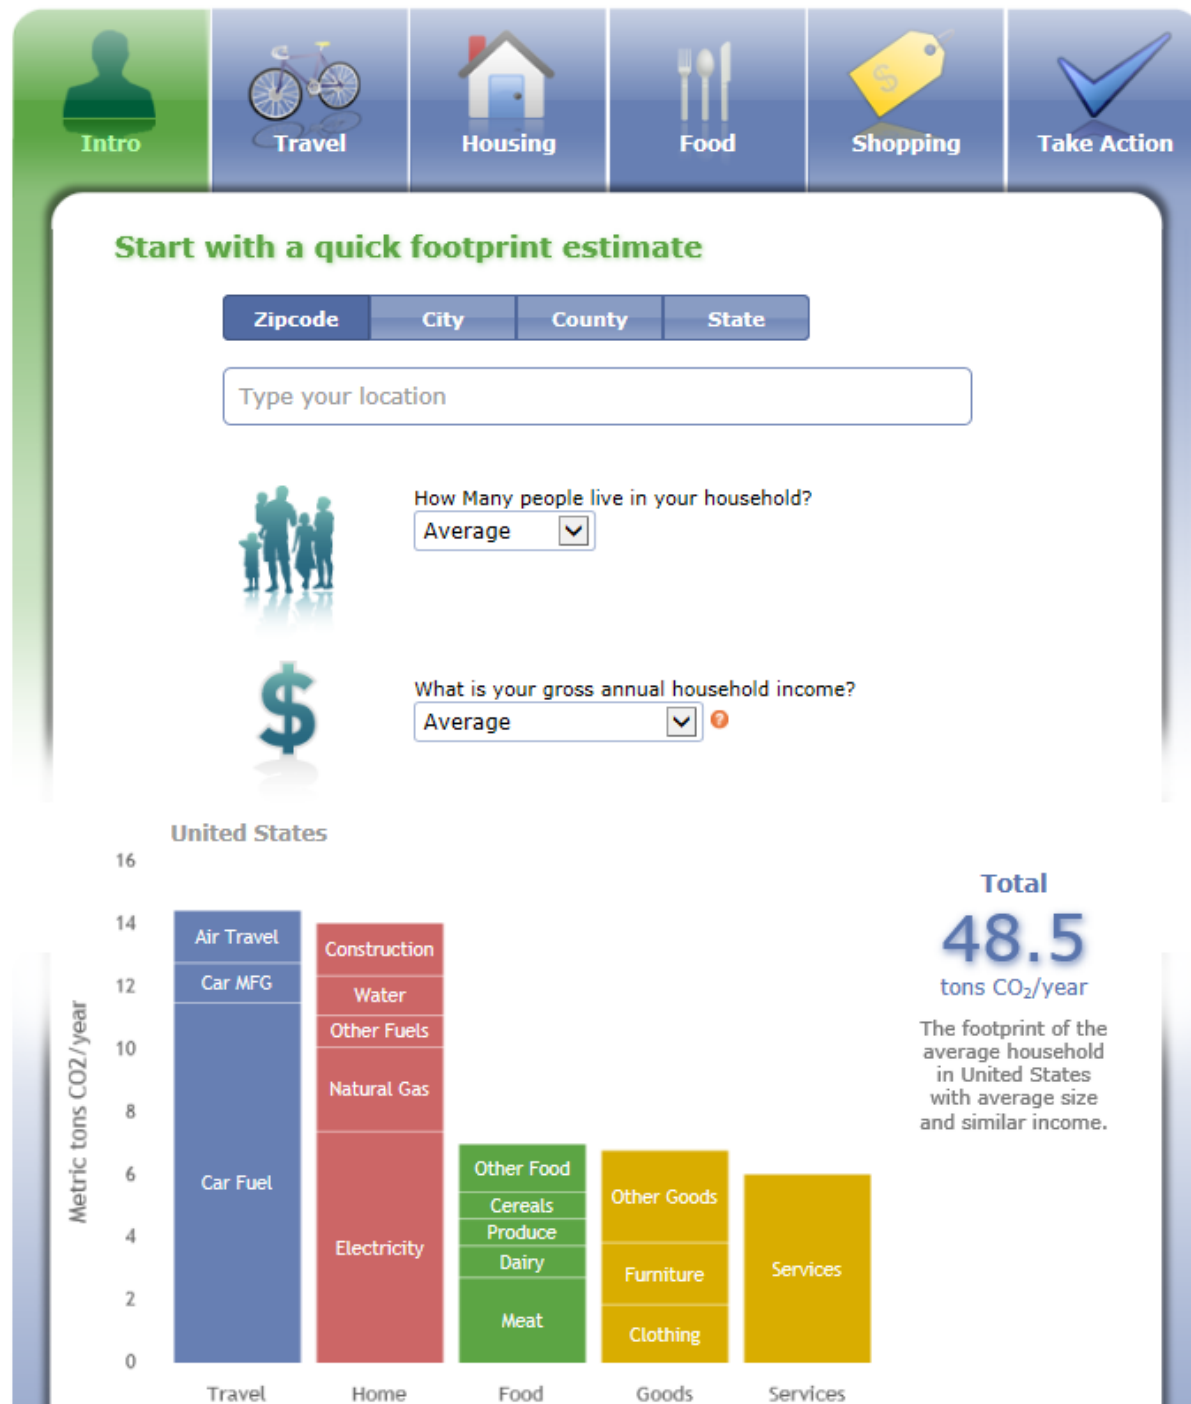 Intro
Travel
Housing
Food
Shopping
Take Action
Start with a quick footprint estimate
Zipcode
City
County
State
Type your location
How Many people live in your household?
Average
$
What is your gross annual household income?
Average
?
United States
16
14
12
10
8
6
4
2
0
Metric tons CO2/year
Air Travel
Car MFG
Car Fuel
Construction
Water
Other Fuels
Natural Gas
Electricity
Other Food
Cereals
Produce
Dairy
Meat
Other Goods
Furniture
Clothing
Services
Travel
Home
Food
Goods
Services
Total
48.5
tons CO₂/year
The footprint of the
average household
in United States
with average size
and similar income.